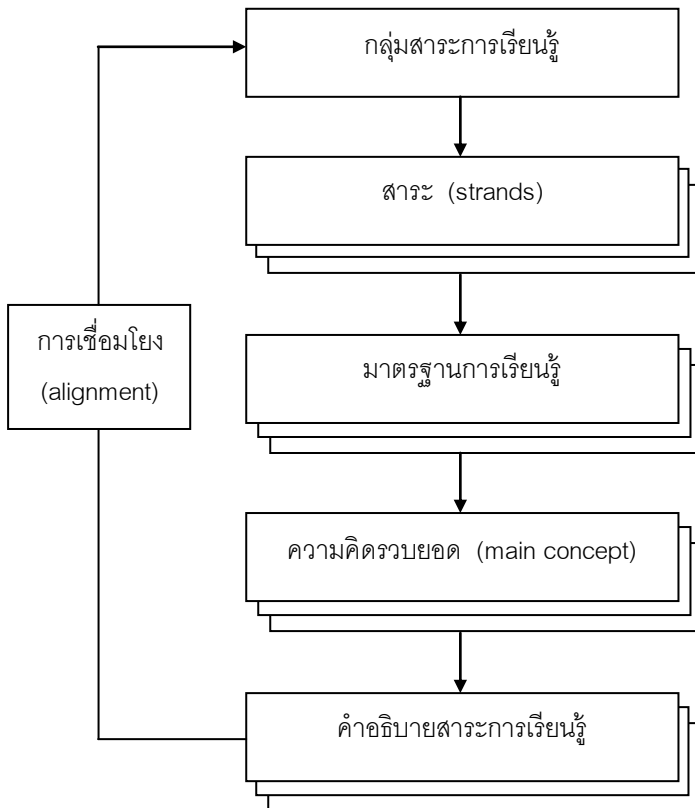 กลุ่มสาระการเรียนรู้
สาระ (strands)
การเชื่อมโยง
(alignment)
มาตรฐานการเรียนรู้
ความคิดรวบยอด (main concept)
คำอธิบายสาระการเรียนรู้